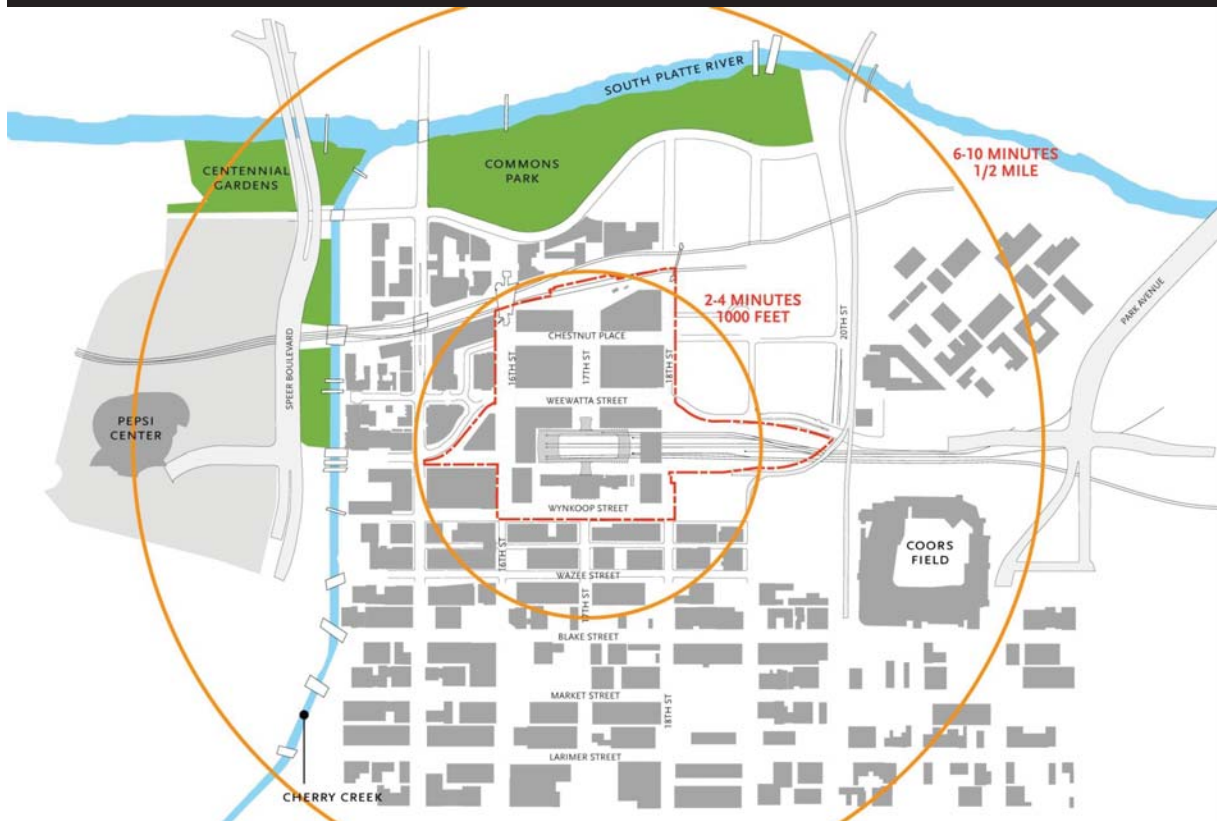 SOUTH PLATTE RIVER
CENTENNIAL
GARDENS
COMMONS
PARK
6-10 MINUTES
1/2 MILE
2-4 MINUTES
1000 FEET
20TH ST
PARK AVENUE
SPEER BOULEVARD
CHESTNUT PLACE
16TH ST
17TH ST
18TH ST
WEEWATTA STREET
PEPSI
CENTER
WYNKOOP STREET
16TH ST
COORS
FIELD
WAZEE STREET
17TH ST
BLAKE STREET
MARKET STREET
18TH ST
LARIMER STREET
CHERRY CREEK